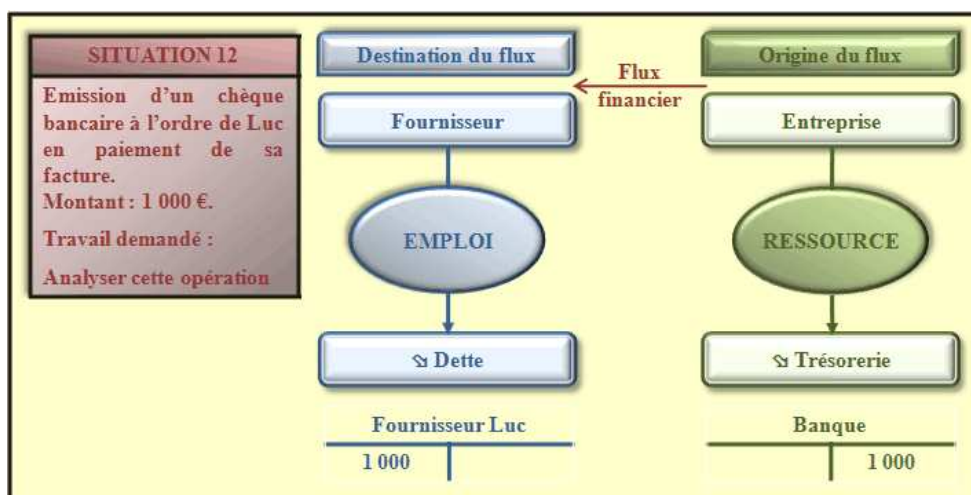 SITUATION 12
Emission d'un chèque
bancaire à l'ordre de Luc
en paiement de sa
facture.
Montant : 1 000 €.
Travail demandé :
Analyser cette opération
Destination du flux
Flux
financier
Origine du flux
Fournisseur
Entreprise
EMPLOI
RESSOURCE
⬂ Dette
⬂ Trésorerie
Fournisseur Luc
1 000
Banque
1 000